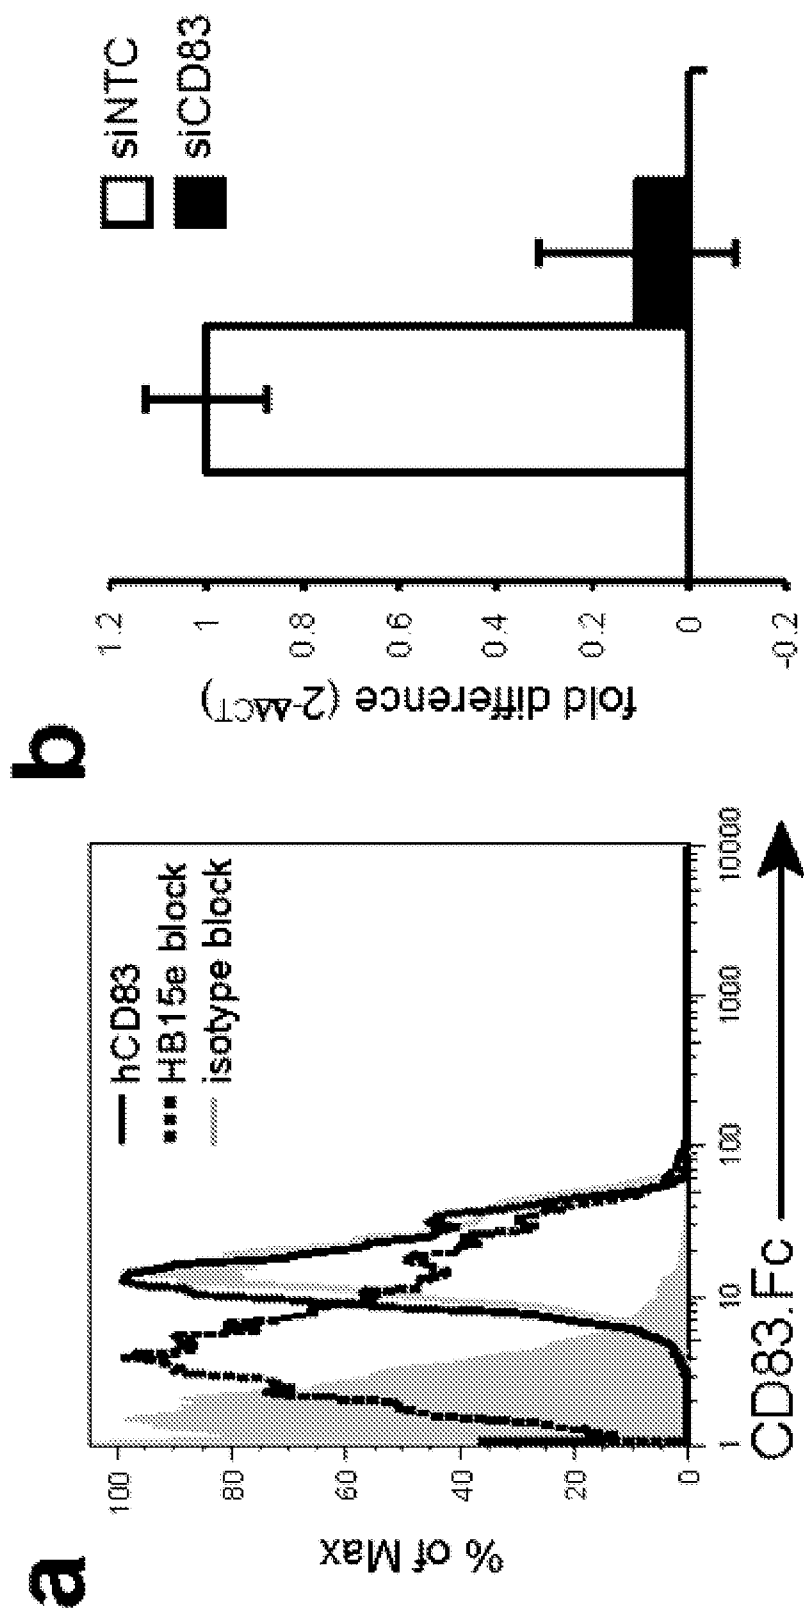 a
% of Max
100
80
60
40
20
0
hCD83
HB15e block
isotype block
1
10
100
1000
10000
CD83.Fc
b
fold difference (2-ΔΔCT)
1.2
1
0.8
0.6
0.4
0.2
0
-0.2
siNTC
siCD83